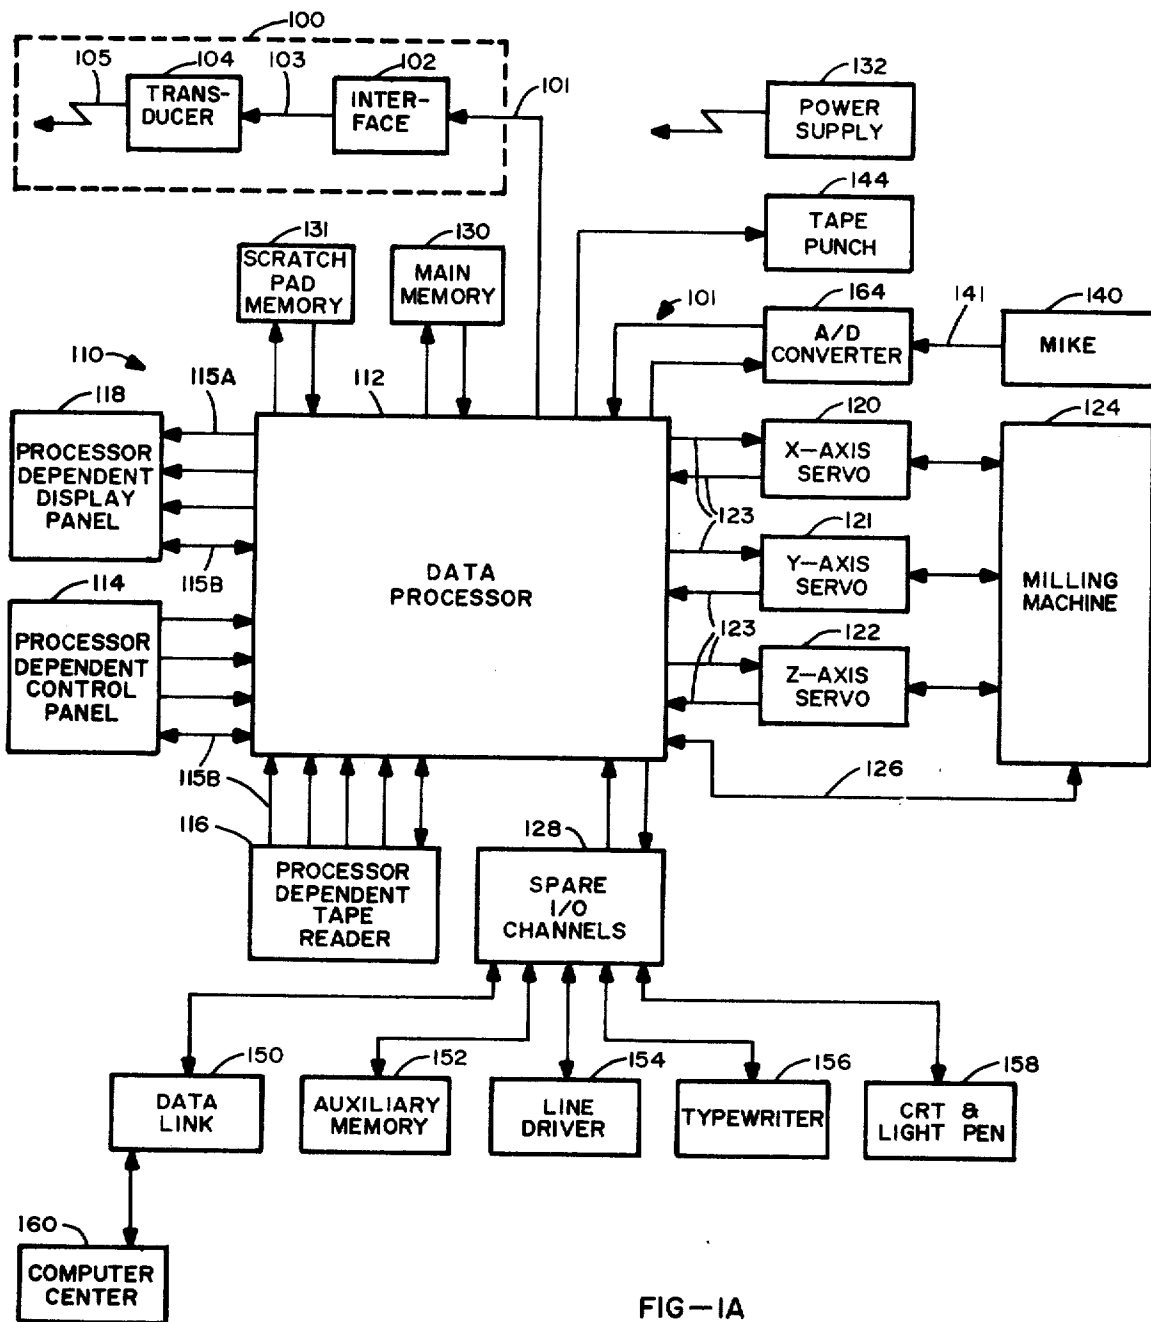 100
105
104
103
102
101
TRANS-
DUCER
INTER-
FACE
132
POWER
SUPPLY
144
TAPE
PUNCH
131
SCRATCH
PAD
MEMORY
130
MAIN
MEMORY
101
164
A/D
CONVERTER
141
140
MIKE
110
118
115A
112
PROCESSOR
DEPENDENT
DISPLAY
PANEL
115B
120
X-AXIS
SERVO
124
123
121
Y-AXIS
SERVO
DATA
PROCESSOR
MILLING
MACHINE
114
PROCESSOR
DEPENDENT
CONTROL
PANEL
115B
123
122
Z-AXIS
SERVO
126
115B
116
PROCESSOR
DEPENDENT
TAPE
READER
128
SPARE
I/O
CHANNELS
150
DATA
LINK
152
AUXILIARY
MEMORY
154
LINE
DRIVER
156
TYPEWRITER
158
CRT &
LIGHT PEN
160
COMPUTER
CENTER
FIG-1A